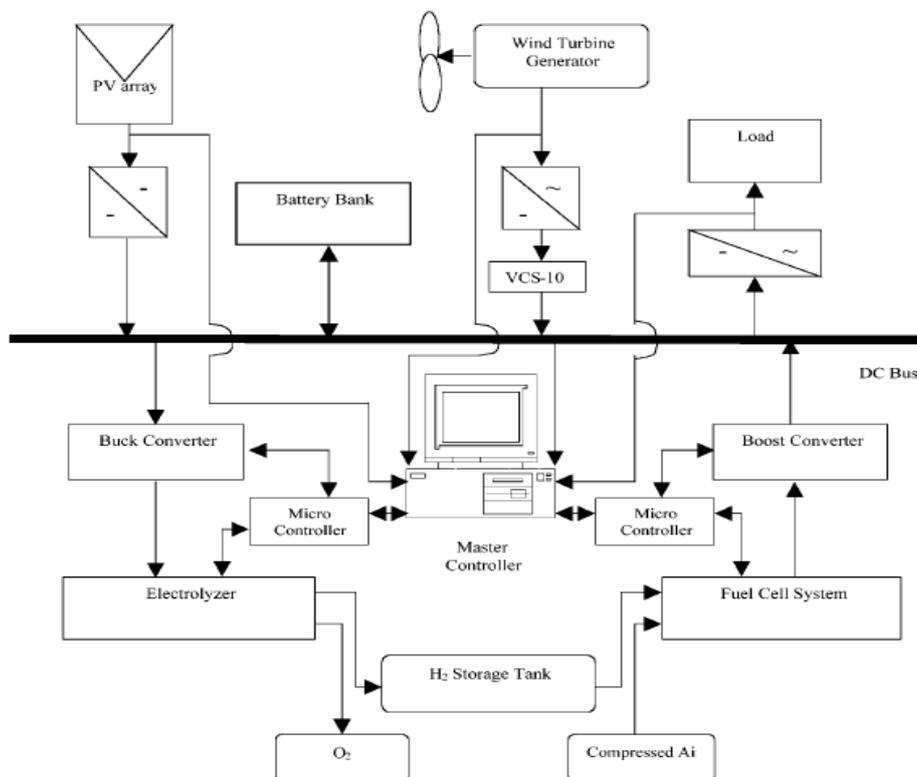 Wind Turbine
Generator
PV array
Load
-
-
~
-
Battery Bank
- ~
VCS-10
DC Bus
Buck Converter
Boost Converter
Micro
Controller
Micro
Controller
Master
Controller
Electrolyzer
Fuel Cell System
H₂ Storage Tank
O₂
Compressed Ai